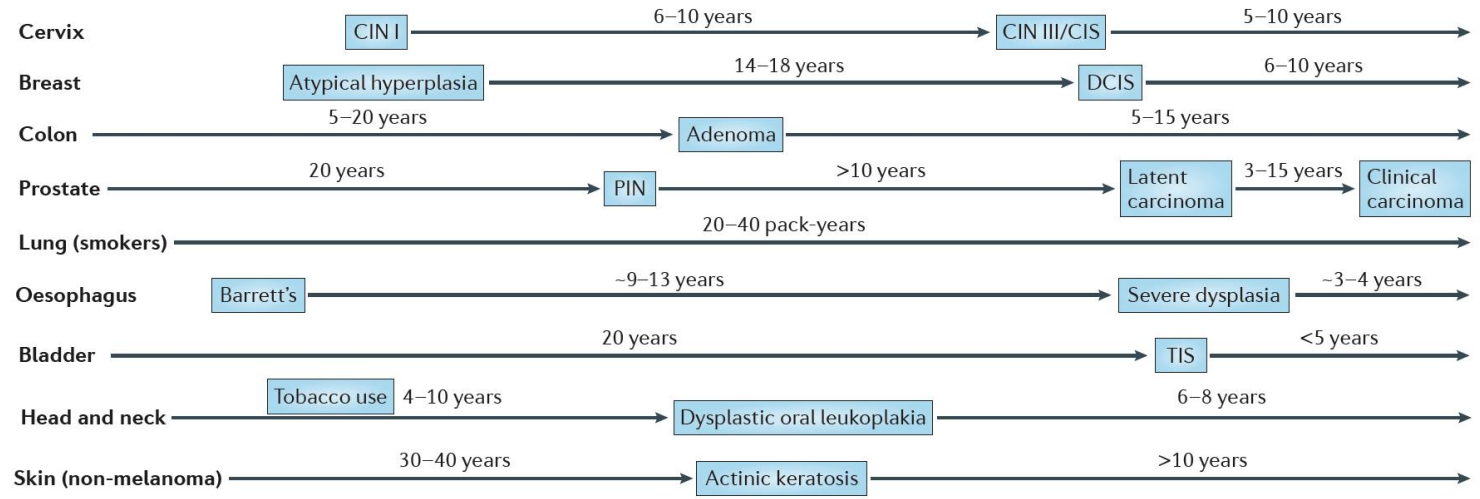 Cervix CIN I 6–10 years CIN III/CIS 5–10 years
Breast Atypical hyperplasia 14–18 years DCIS 6–10 years
Colon 5–20 years Adenoma 5–15 years
Prostate 20 years PIN >10 years Latent carcinoma 3–15 years Clinical carcinoma
Lung (smokers) 20–40 pack-years
Oesophagus Barrett’s ~9–13 years Severe dysplasia ~3–4 years
Bladder 20 years TIS <5 years
Head and neck Tobacco use 4–10 years Dysplastic oral leukoplakia 6–8 years
Skin (non-melanoma) 30–40 years Actinic keratosis >10 years